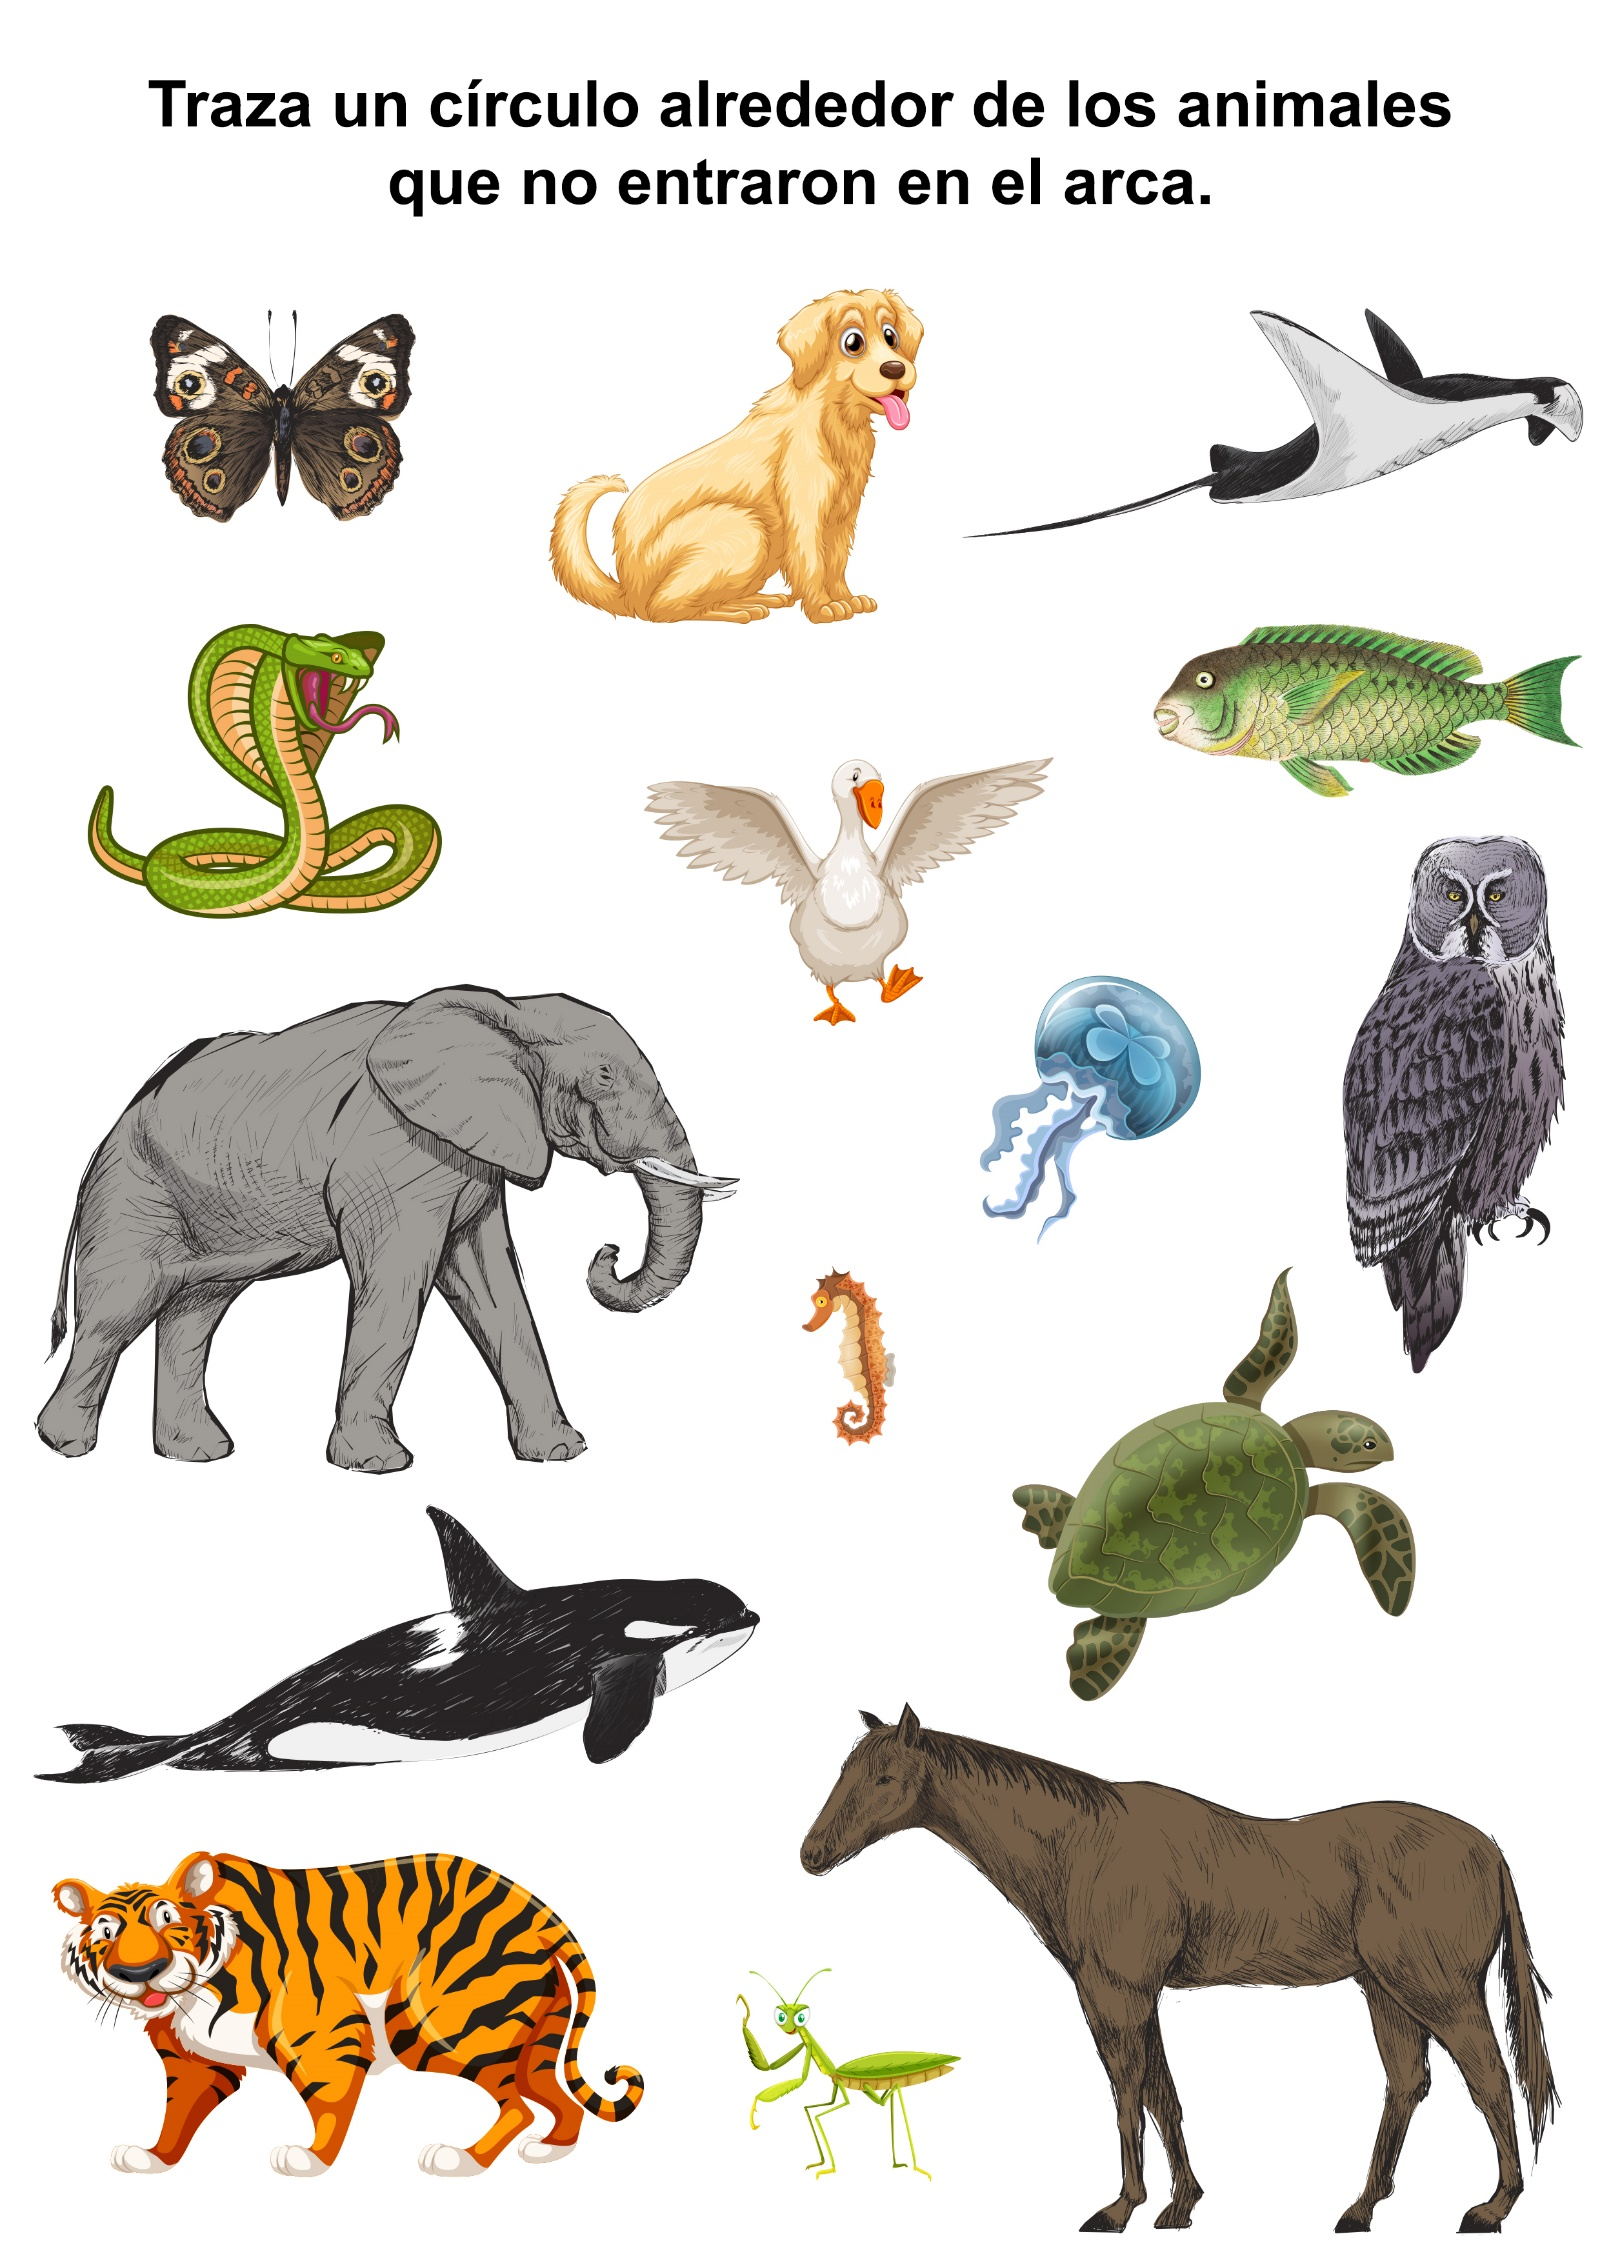 Traza un círculo alrededor de los animales
que no entraron en el arca.